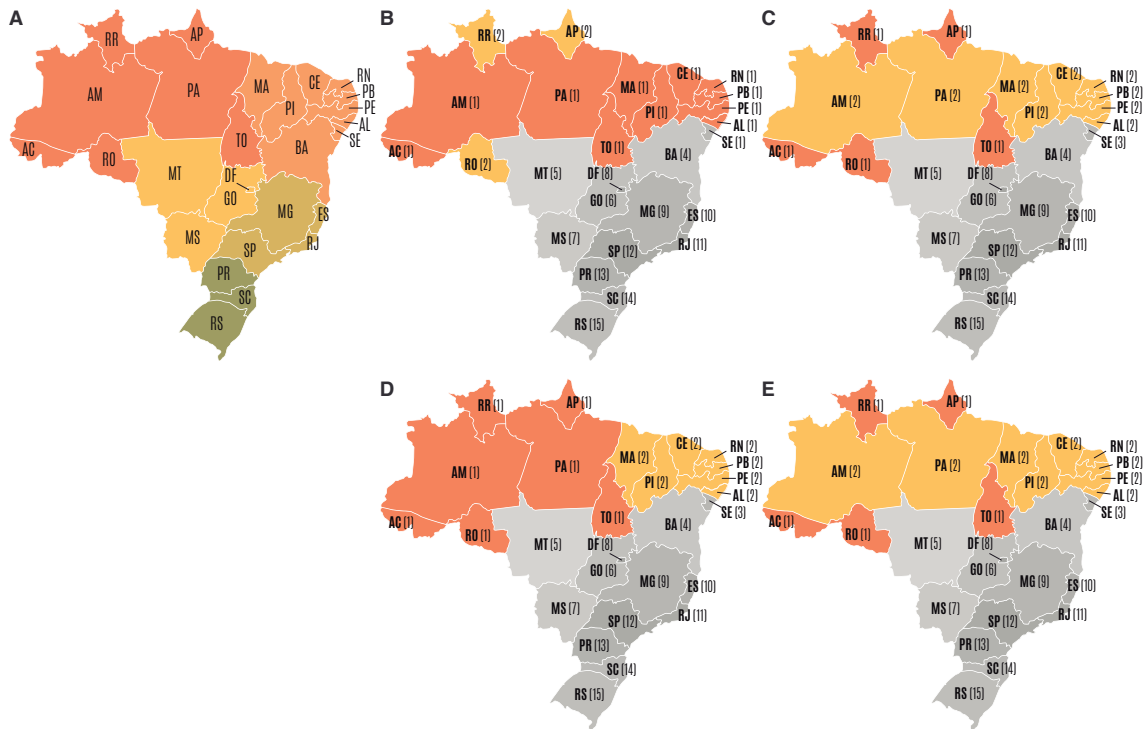 A
RR
AP
AM
PA
MA
CE
RN
PB
PE
AL
SE
PI
AC
RO
TO
BA
MT
DF
GO
MG
ES
MS
SP
RJ
PR
SC
RS
B
RR (2)
AP (2)
AM (1)
PA (1)
MA (1)
CE (1)
RN (1)
PB (1)
PE (1)
AL (1)
SE (1)
PI (1)
AC (1)
RO (2)
TO (1)
BA (4)
MT (5)
DF (8)
GO (6)
MG (9)
ES (10)
MS (7)
SP (12)
RJ (11)
PR (13)
SC (14)
RS (15)
C
RR (1)
AP (1)
AM (2)
PA (2)
MA (2)
CE (2)
RN (2)
PB (2)
PE (2)
AL (2)
SE (3)
PI (2)
AC (1)
RO (1)
TO (1)
BA (4)
MT (5)
DF (8)
GO (6)
MG (9)
ES (10)
MS (7)
SP (12)
RJ (11)
PR (13)
SC (14)
RS (15)
D
RR (1)
AP (1)
AM (1)
PA (1)
MA (2)
CE (2)
RN (2)
PB (2)
PE (2)
AL (2)
SE (3)
PI (2)
AC (1)
RO (1)
TO (1)
BA (4)
MT (5)
DF (8)
GO (6)
MG (9)
ES (10)
MS (7)
SP (12)
RJ (11)
PR (13)
SC (14)
RS (15)
E
RR (1)
AP (1)
AM (2)
PA (2)
MA (2)
CE (2)
RN (2)
PB (2)
PE (2)
AL (2)
SE (3)
PI (2)
AC (1)
RO (1)
TO (1)
BA (4)
MT (5)
DF (8)
GO (6)
MG (9)
ES (10)
MS (7)
SP (12)
RJ (11)
PR (13)
SC (14)
RS (15)